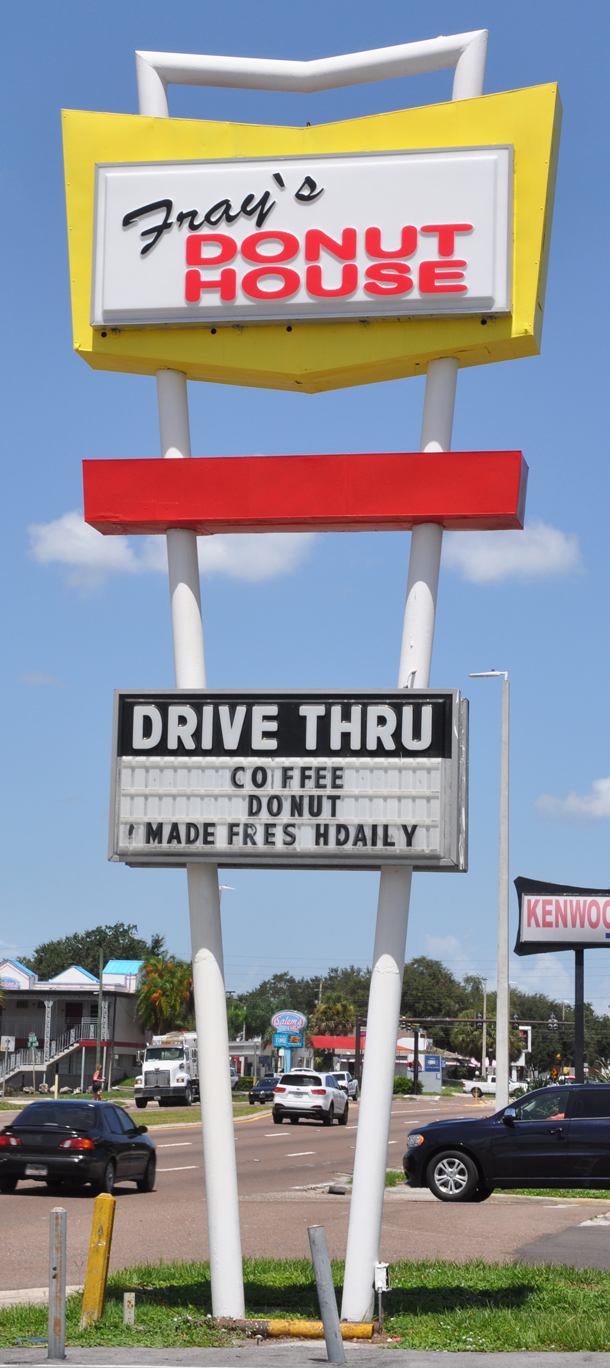 Fray's
DONUT
HOUSE
DRIVE THRU
COFFEE
DONUT
MADE FRES HDAILY
KENWOO